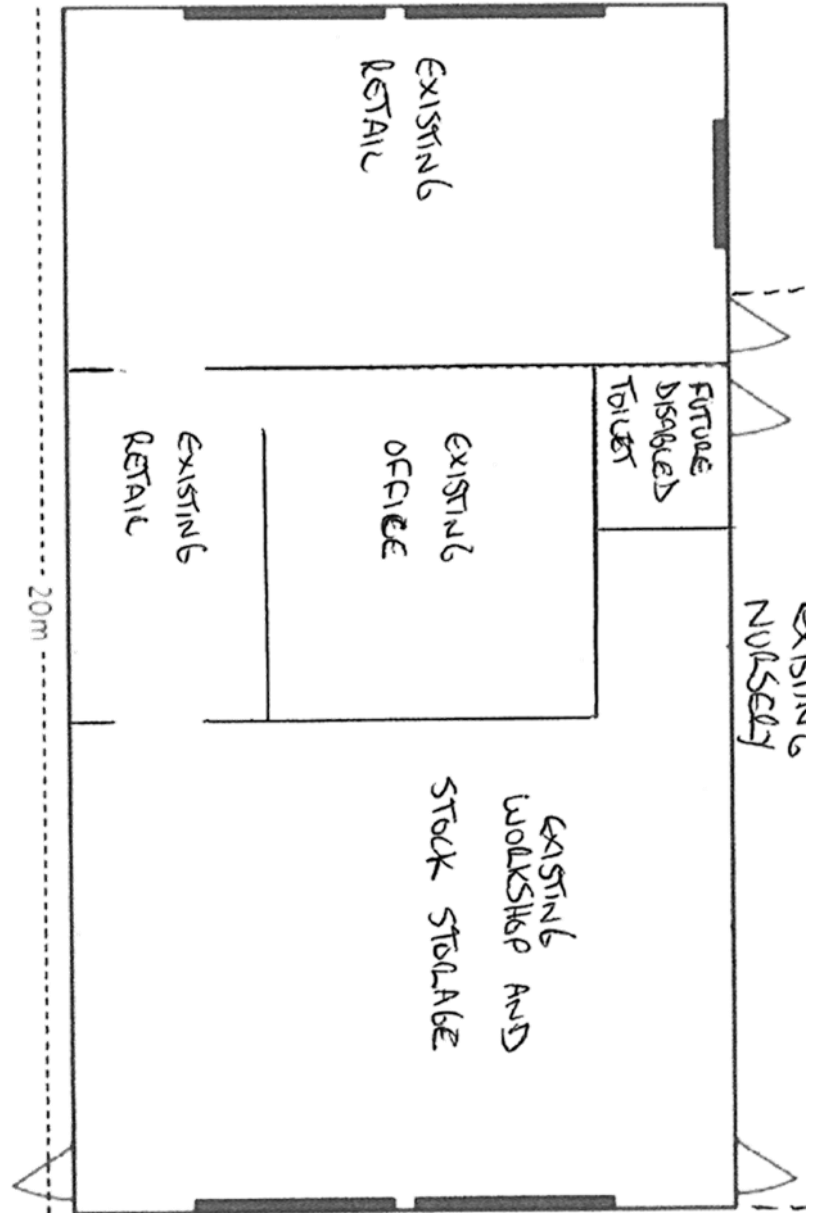 EXISTING
RETAIL
FUTURE
DISABLED
TOILET
EXISTING
OFFICE
EXISTING
RETAIL
EXISTING
NURSERY
EXISTING
WORKSHOP AND
STOCK STORAGE
20m